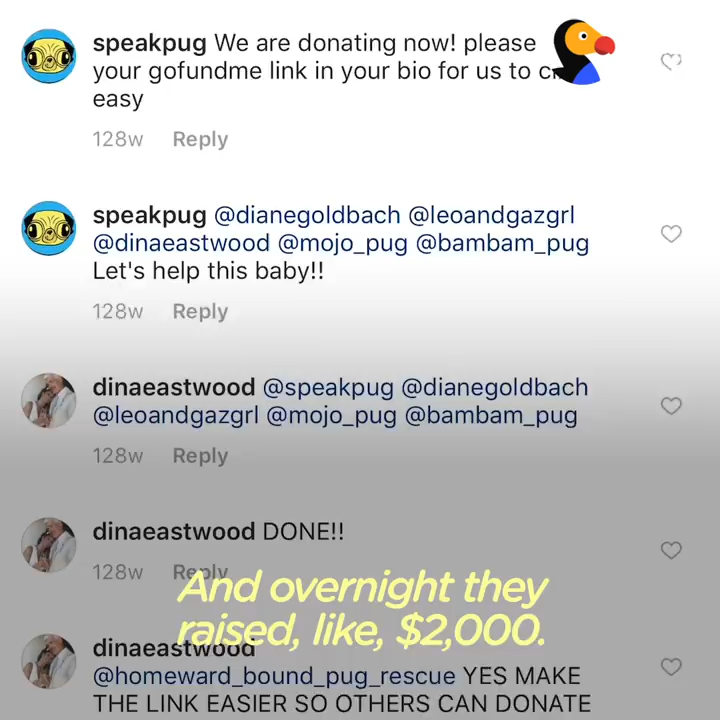 speakpug We are donating now! please
your gofundme link in your bio for us to
easy
128w Reply
speakpug @dianegoldbach @leoandgazgrl
@dinaeastwood @mojo_pug @bambam_pug
Let's help this baby!!
128w Reply
dinaeastwood @speakpug @dianegoldbach
@leoandgazgrl @mojo_pug @bambam_pug
128w Reply
dinaeastwood DONE!!
128w Reply
And overnight they
raised, like, $2,000.
dinaeastwood
@homeward_bound_pug_rescue YES MAKE
THE LINK EASIER SO OTHERS CAN DONATE